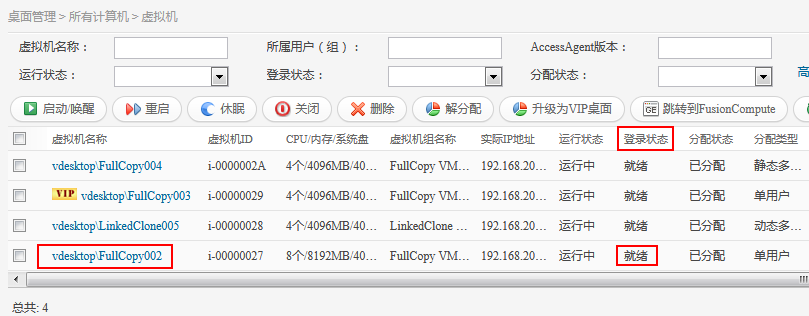 桌面管理 > 所有计算机 > 虚拟机
虚拟机名称： 所属用户（组）： AccessAgent版本：
运行状态： 登录状态： 分配状态： 高
启动/唤醒 重启 休眠 关闭 删除 解分配 升级为VIP桌面 跳转到FusionCompute
虚拟机名称 虚拟机ID CPU/内存/系统盘 虚拟机组名称 实际IP地址 运行状态 登录状态 分配状态 分配类型
vdesktop\FullCopy004 i-0000002A 4个/4096MB/40... FullCopy VM... 192.168.20... 运行中 就绪 已分配 静态多...
VIP vdesktop\FullCopy003 i-00000029 4个/4096MB/40... FullCopy VM... 192.168.20... 运行中 就绪 已分配 单用户
vdesktop\LinkedClone005 i-00000028 4个/4096MB/40... LinkedClone ... 192.168.20... 运行中 就绪 已分配 动态多...
vdesktop\FullCopy002 i-00000027 8个/8192MB/40... FullCopy VM... 192.168.20... 运行中 就绪 已分配 单用户
总共: 4